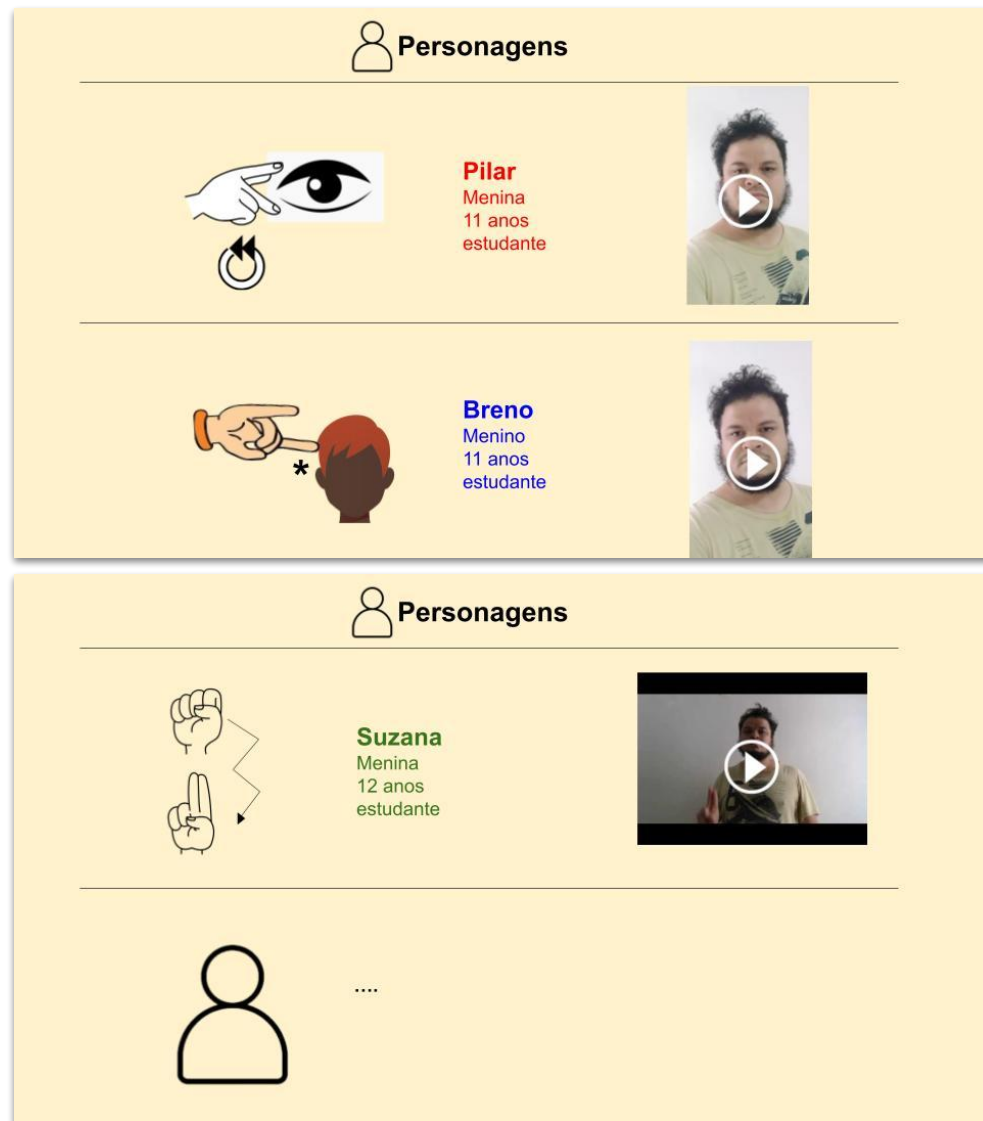 Personagens
Pilar
Menina
11 anos
estudante
*
Breno
Menino
11 anos
estudante
Personagens
Suzana
Menina
12 anos
estudante
....